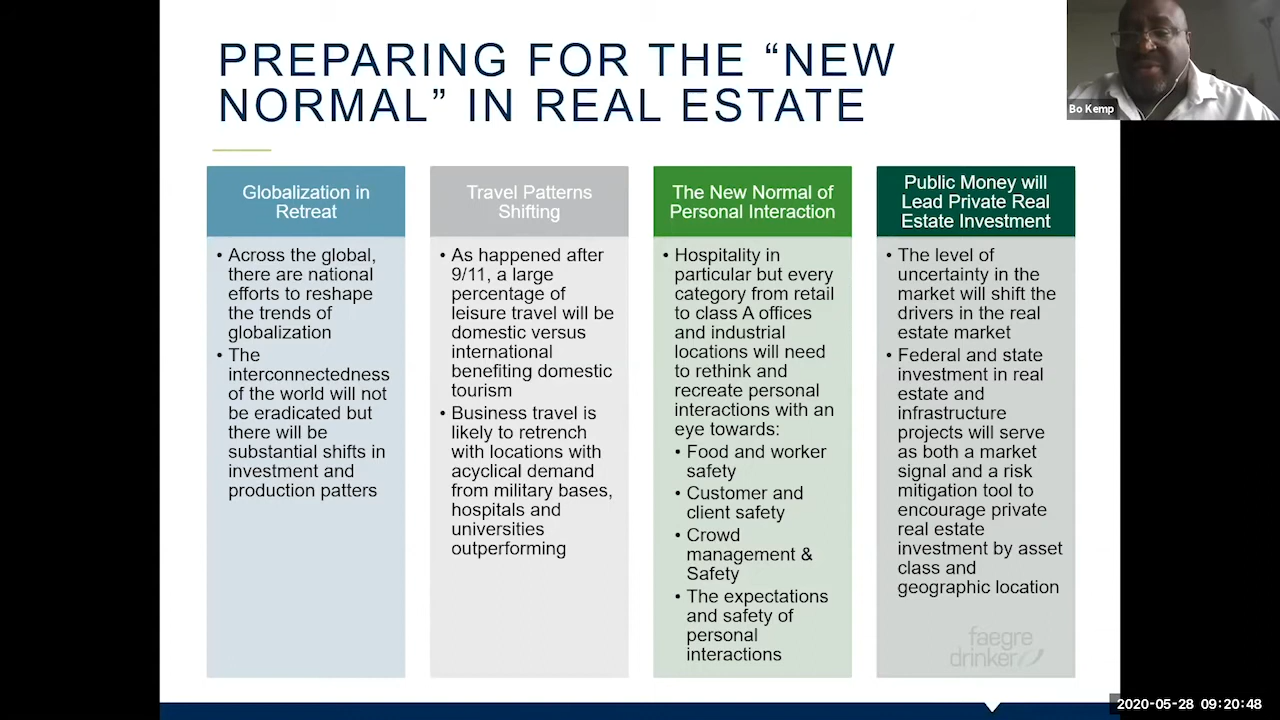 PREPARING FOR THE “NEW
NORMAL” IN REAL ESTATE
Bo Kemp
Globalization in
Retreat
• Across the global,
there are national
efforts to reshape
the trends of
globalization
• The
interconnectedness
of the world will not
be eradicated but
there will be
substantial shifts in
investment and
production patters
Travel Patterns
Shifting
• As happened after
9/11, a large
percentage of
leisure travel will be
domestic versus
international
benefiting domestic
tourism
• Business travel is
likely to retrench
with locations with
acyclical demand
from military bases,
hospitals and
universities
outperforming
The New Normal of
Personal Interaction
• Hospitality in
particular but every
category from retail
to class A offices
and industrial
locations will need
to rethink and
recreate personal
interactions with an
eye towards:
• Food and worker
safety
• Customer and
client safety
• Crowd
management &
Safety
• The expectations
and safety of
personal
interactions
Public Money will
Lead Private Real
Estate Investment
• The level of
uncertainty in the
market will shift the
drivers in the real
estate market
• Federal and state
investment in real
estate and
infrastructure
projects will serve
as both a market
signal and a risk
mitigation tool to
encourage private
real estate
investment by asset
class and
geographic location
faegre
drinker
2020-05-28 09:20:48